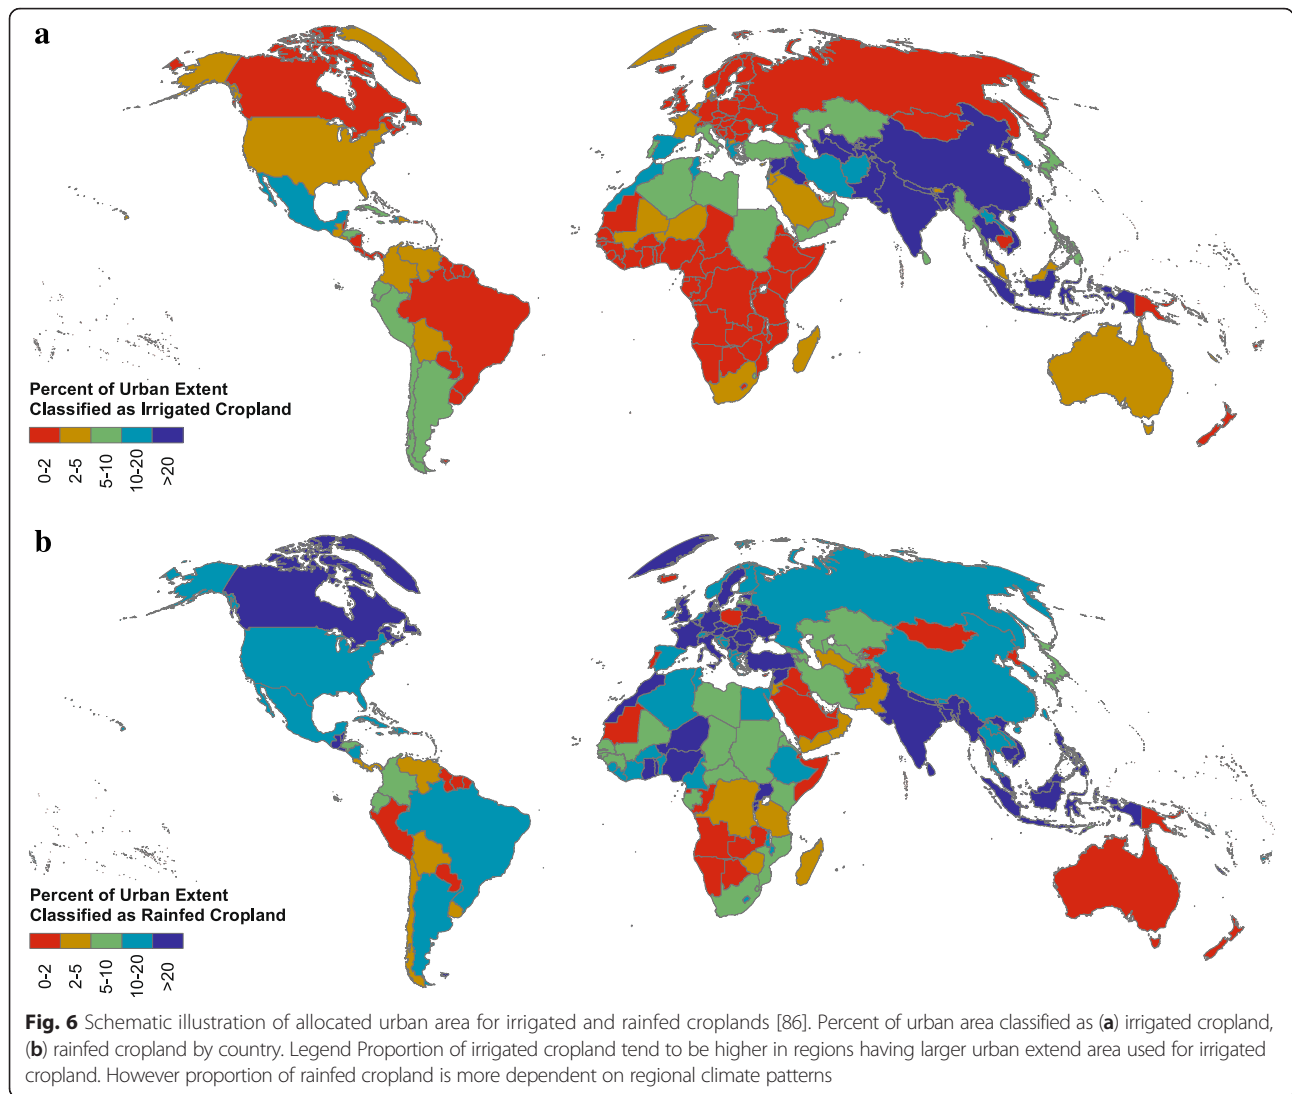 a
Percent of Urban Extent
Classified as Irrigated Cropland
0-2
2-5
5-10
10-20
>20
b
Percent of Urban Extent
Classified as Rainfed Cropland
0-2
2-5
5-10
10-20
>20
Fig. 6 Schematic illustration of allocated urban area for irrigated and rainfed croplands [86]. Percent of urban area classified as (a) irrigated cropland,
(b) rainfed cropland by country. Legend Proportion of irrigated cropland tend to be higher in regions having larger urban extend area used for irrigated
cropland. However proportion of rainfed cropland is more dependent on regional climate patterns